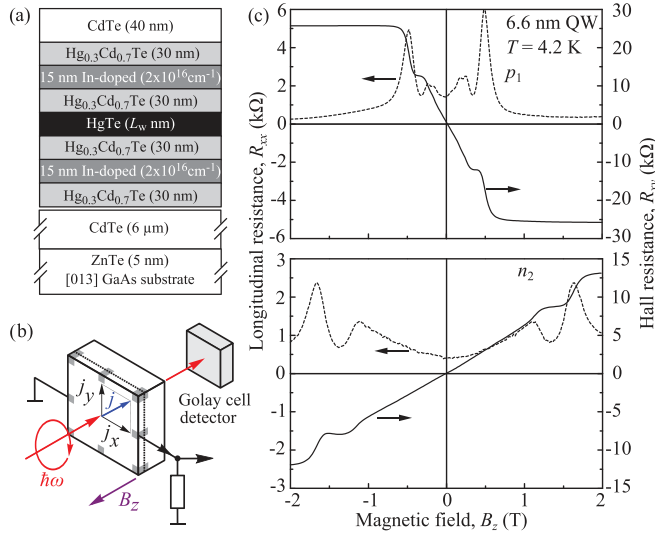 (a)
CdTe (40 nm)
Hg0.3Cd0.7Te (30 nm)
15 nm In-doped (2x10¹⁶cm⁻¹)
Hg0.3Cd0.7Te (30 nm)
HgTe (Lw nm)
Hg0.3Cd0.7Te (30 nm)
15 nm In-doped (2x10¹⁶cm⁻¹)
Hg0.3Cd0.7Te (30 nm)
CdTe (6 µm)
ZnTe (5 nm)
[013] GaAs substrate
(b)
Golay cell
detector
jy
j
jx
ħω
Bz
(c)
6.6 nm QW
T = 4.2 K
p1
6
4
2
0
-2
-4
-6
30
20
10
0
-10
-20
-30
n2
3
2
1
0
-1
-2
-3
15
10
5
0
-5
-10
-15
-2
-1
0
1
2
Longitudinal resistance, Rxx (kΩ)
Hall resistance, Rxy (kΩ)
Magnetic field, Bz (T)